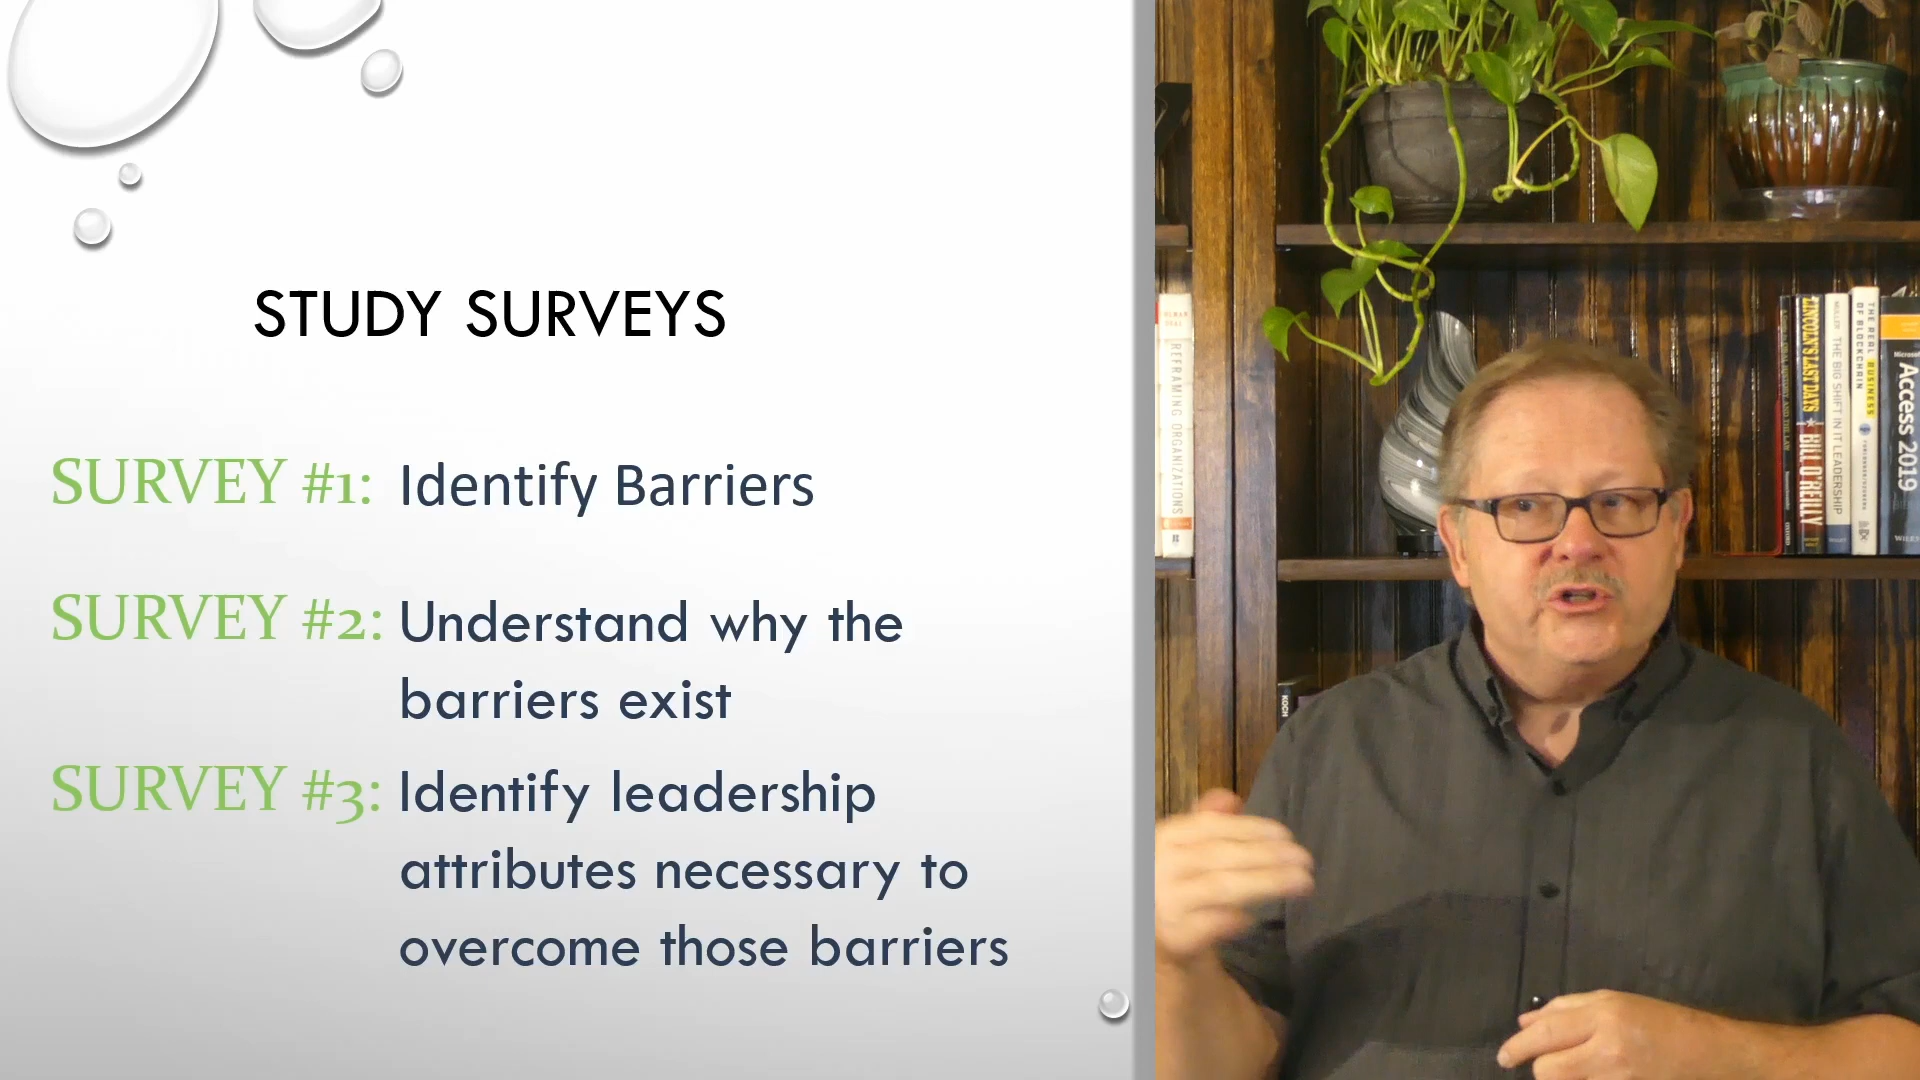 STUDY SURVEYS
SURVEY #1: Identify Barriers
SURVEY #2: Understand why the
barriers exist
SURVEY #3: Identify leadership
attributes necessary to
overcome those barriers
REFRAMING ORGANIZATIONS
LINCOLN'S LAST DAYS
BILL O'REILLY
THE BIG SHIFT IN IT LEADERSHIP
THE REAL BUSINESS
OF BLOCKCHAIN
Microsoft
Access 2019
KOCH